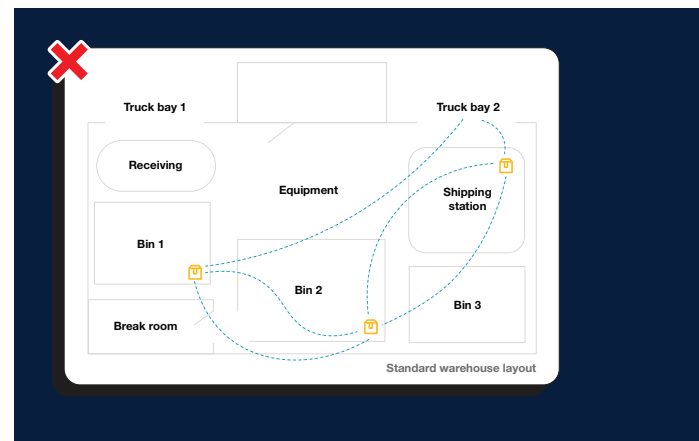 Truck bay 1
Truck bay 2
Receiving
Equipment
Shipping
station
Bin 1
Bin 2
Bin 3
Break room
Standard warehouse layout